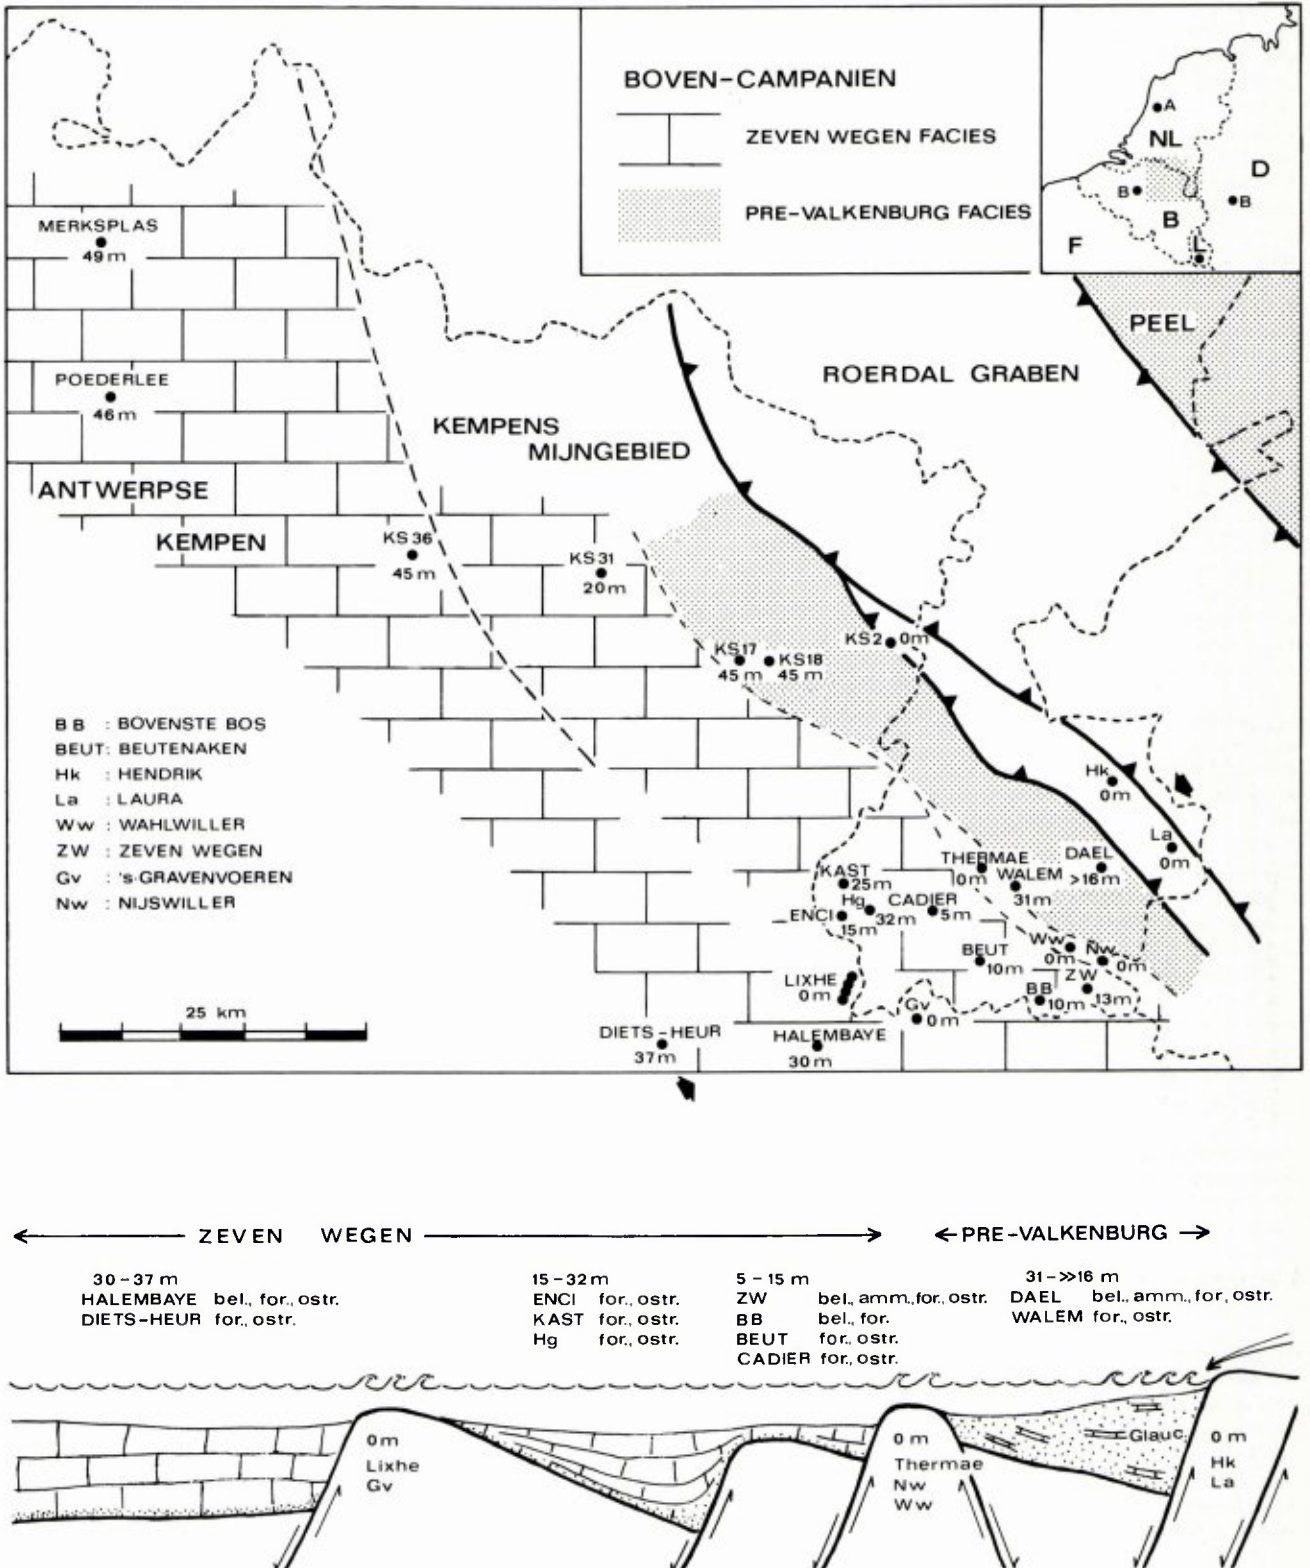 BOVEN-CAMPANIEN
ZEVEN WEGEN FACIES
PRE-VALKENBURG FACIES
A
NL
D
B
B
B
F
L
MERKSPLAS
49m
PEEL
POEDERLEE
46m
ROERDAL GRABEN
KEMPENS
MIJNGEBIED
ANTWERPSE
KEMPEN
KS36
45m
KS31
20m
KS2 0m
KS17
45m
KS18
45m
BB : BOVENSTE BOS
BEUT: BEUTENAKEN
Hk : HENDRIK
La : LAURA
Ww : WAHLWILLER
ZW : ZEVEN WEGEN
Gv : 's-GRAVENVOEREN
Nw : NIJSWILLER
Hk
0m
La
0m
KAST
25m
THERMAE
0m
WALEM
31m
DAEL
>16m
Hg
32m
CADIER
5m
ENCI
15m
BEUT
10m
Ww
0m
Nw
0m
ZW
13m
BB
10m
LIXHE
0m
Gv
0m
25 km
DIETS-HEUR
37m
HALEMBAYE
30m
ZEVEN WEGEN
PRE-VALKENBURG
30-37 m
HALEMBAYE bel., for., ostr.
DIETS-HEUR for., ostr.
15-32m
ENCI for., ostr.
KAST for., ostr.
Hg for., ostr.
5-15 m
ZW bel., amm., for., ostr.
BB bel., for.
BEUT for., ostr.
CADIER for., ostr.
31->>16 m
DAEL bel., amm., for, ostr.
WALEM for., ostr.
0m
Lixhe
Gv
0m
Thermae
Nw
Ww
Glauc.
0m
Hk
La